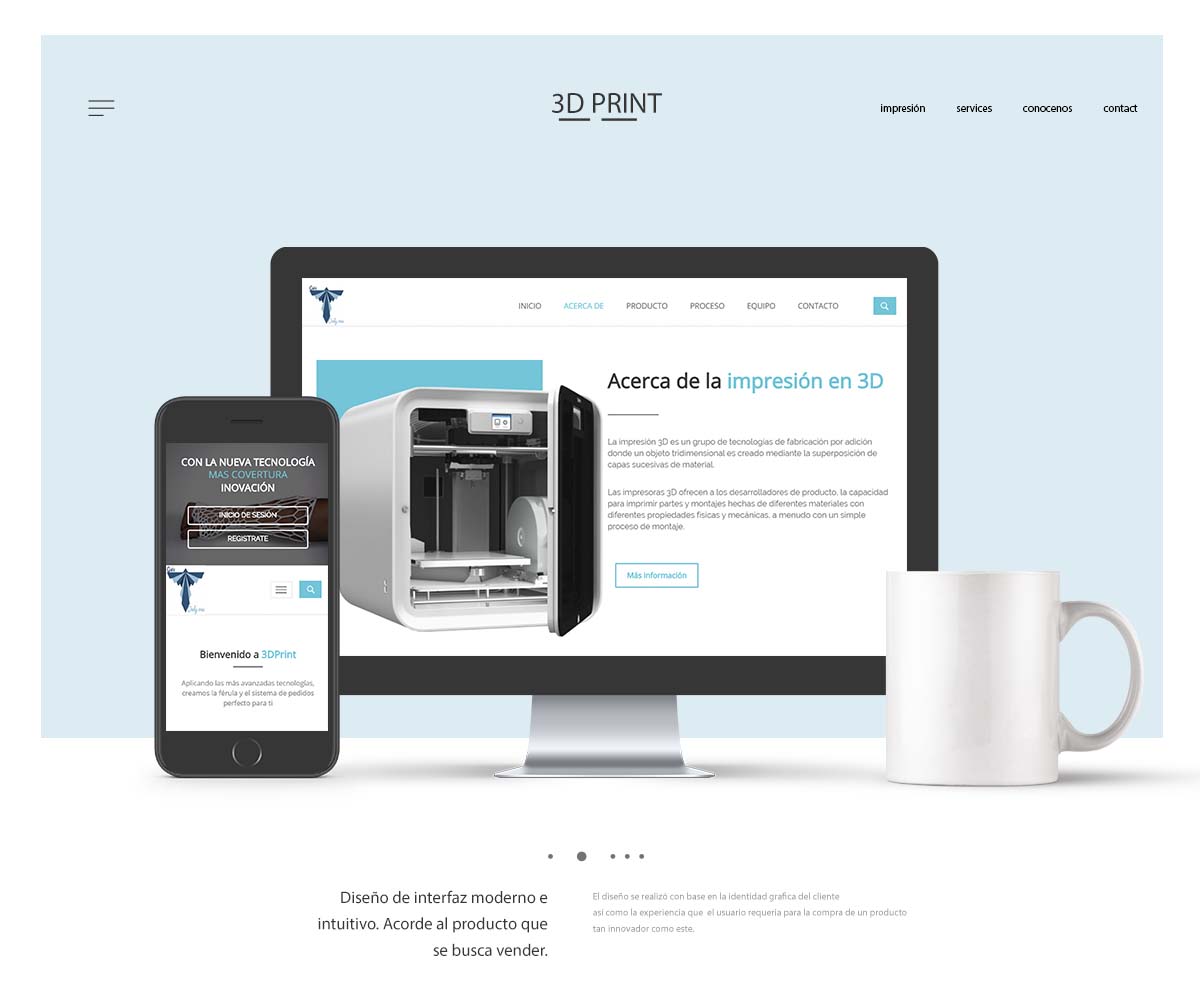 3D PRINT
impresión
services
conocenos
contact
INICIO
ACERCA DE
PRODUCTO
PROCESO
EQUIPO
CONTACTO
Acerca de la impresión en 3D
La impresión 3D es un grupo de tecnologías de fabricación por adición
donde un objeto tridimensional es creado mediante la superposición de
capas sucesivas de material.
Las impresoras 3D ofrecen a los desarrolladores de producto, la capacidad
para imprimir partes y montajes hechas de diferentes materiales con
diferentes propiedades físicas y mecánicas, a menudo con un simple
proceso de montaje.
Más información
CON LA NUEVA TECNOLOGÍA
MAS COVERTURA
INOVACIÓN
INICIO DE SESIÓN
REGISTRATE
Bienvenido a 3DPrint
Aplicando las más avanzadas tecnologías,
creamos la férula y el sistema de pedidos
perfecto para ti
Diseño de interfaz moderno e
intuitivo. Acorde al producto que
se busca vender.
El diseño se realizó con base en la identidad grafica del cliente
asi como la experiencia que el usuario requeria para la compra de un producto
tan innovador como este.